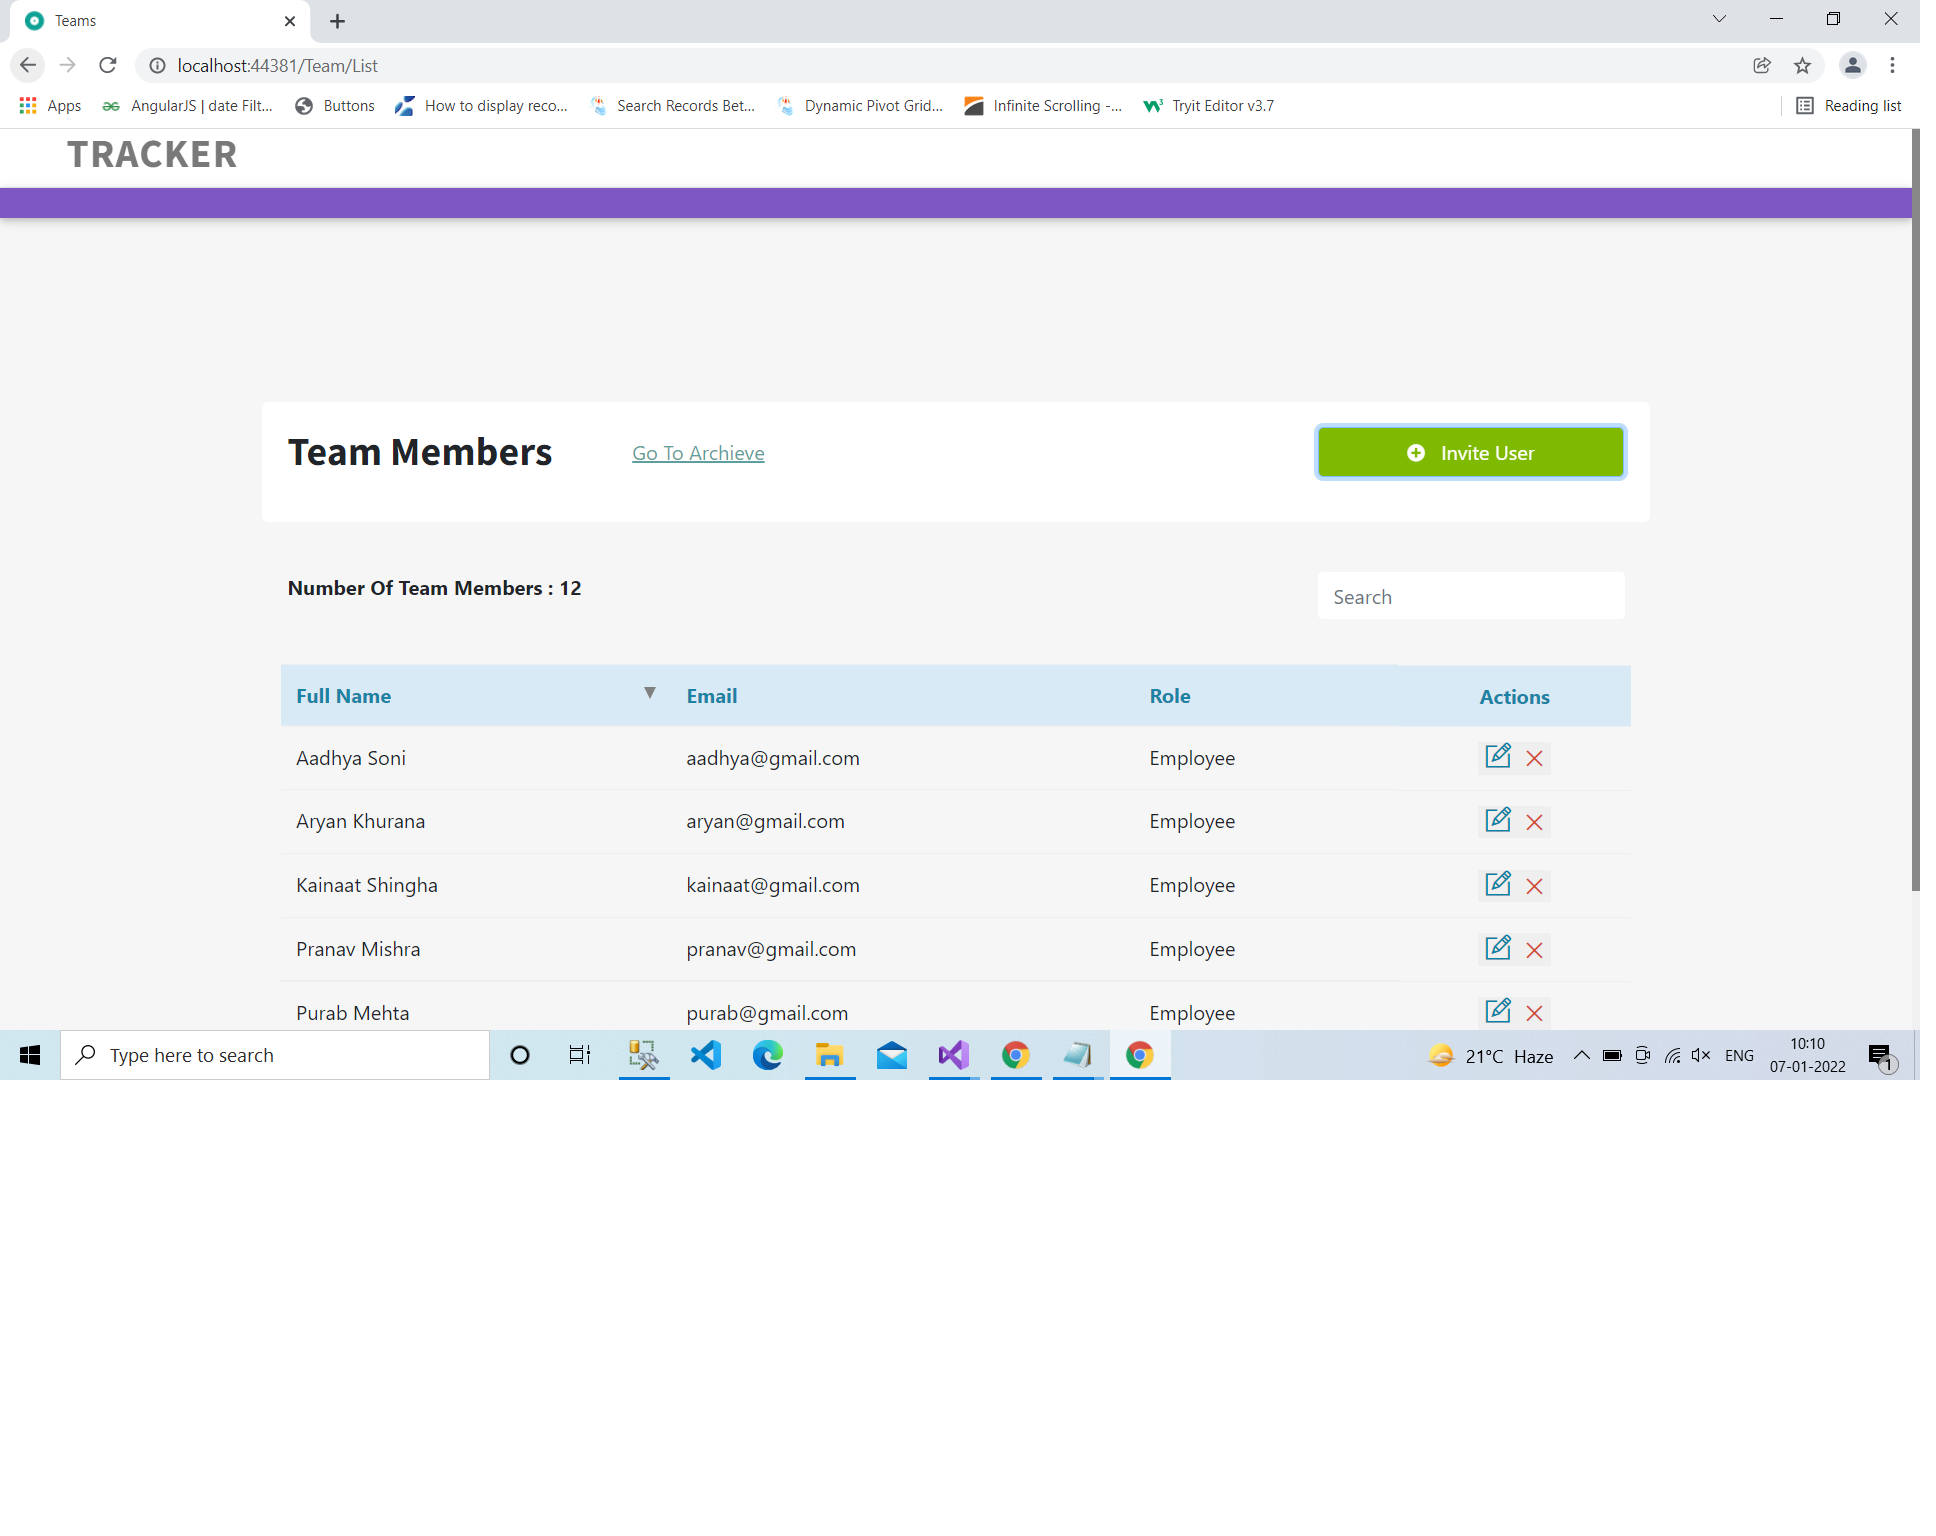 Teams
localhost:44381/Team/List
Apps AngularJS | date Filt... Buttons How to display reco... Search Records Bet... Dynamic Pivot Grid... Infinite Scrolling -... Tryit Editor v3.7 Reading list
TRACKER
Team Members Go To Archieve Invite User
Number Of Team Members : 12
Search
Full Name ▼ Email Role Actions
Aadhya Soni aadhya@gmail.com Employee
Aryan Khurana aryan@gmail.com Employee
Kainaat Shingha kainaat@gmail.com Employee
Pranav Mishra pranav@gmail.com Employee
Purab Mehta purab@gmail.com Employee
Type here to search 21°C Haze ENG 10:10
07-01-2022 1